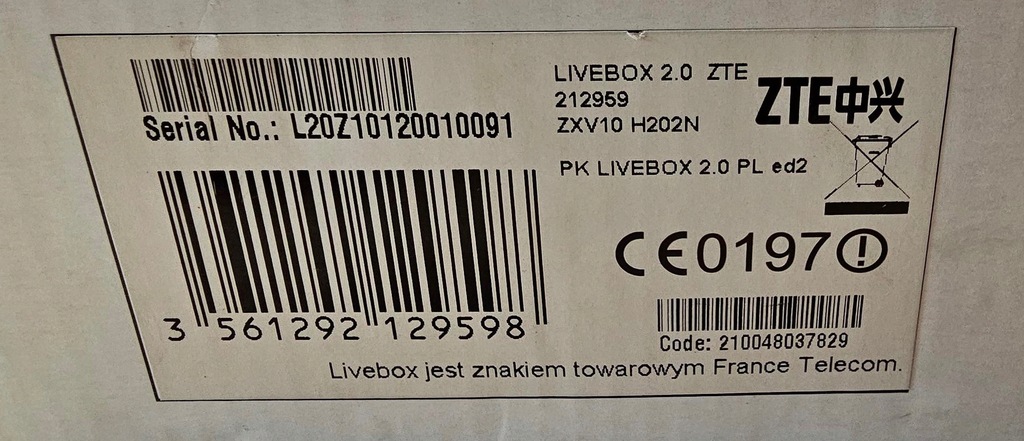 Serial No.: L20Z10120010091
3 561292 129598
LIVEBOX 2.0 ZTE
212959
ZXV10 H202N
PK LIVEBOX 2.0 PL ed2
ZTE中兴
CE0197
Code: 210048037829
Livebox jest znakiem towarowym France Telecom.